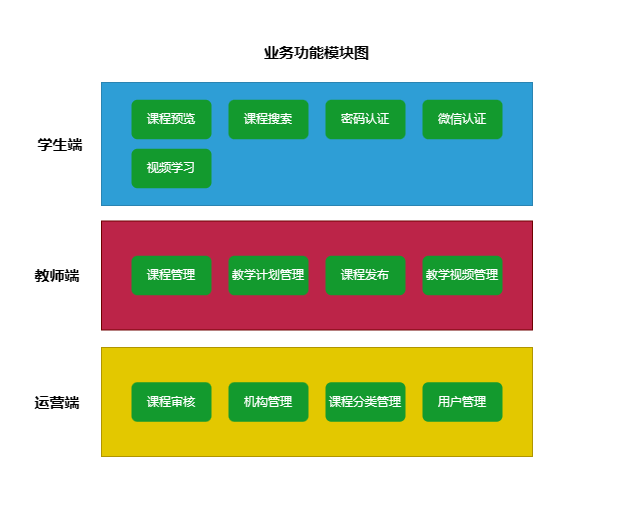 业务功能模块图
学生端
课程预览 课程搜索 密码认证 微信认证
视频学习
教师端
课程管理 教学计划管理 课程发布 教学视频管理
运营端
课程审核 机构管理 课程分类管理 用户管理